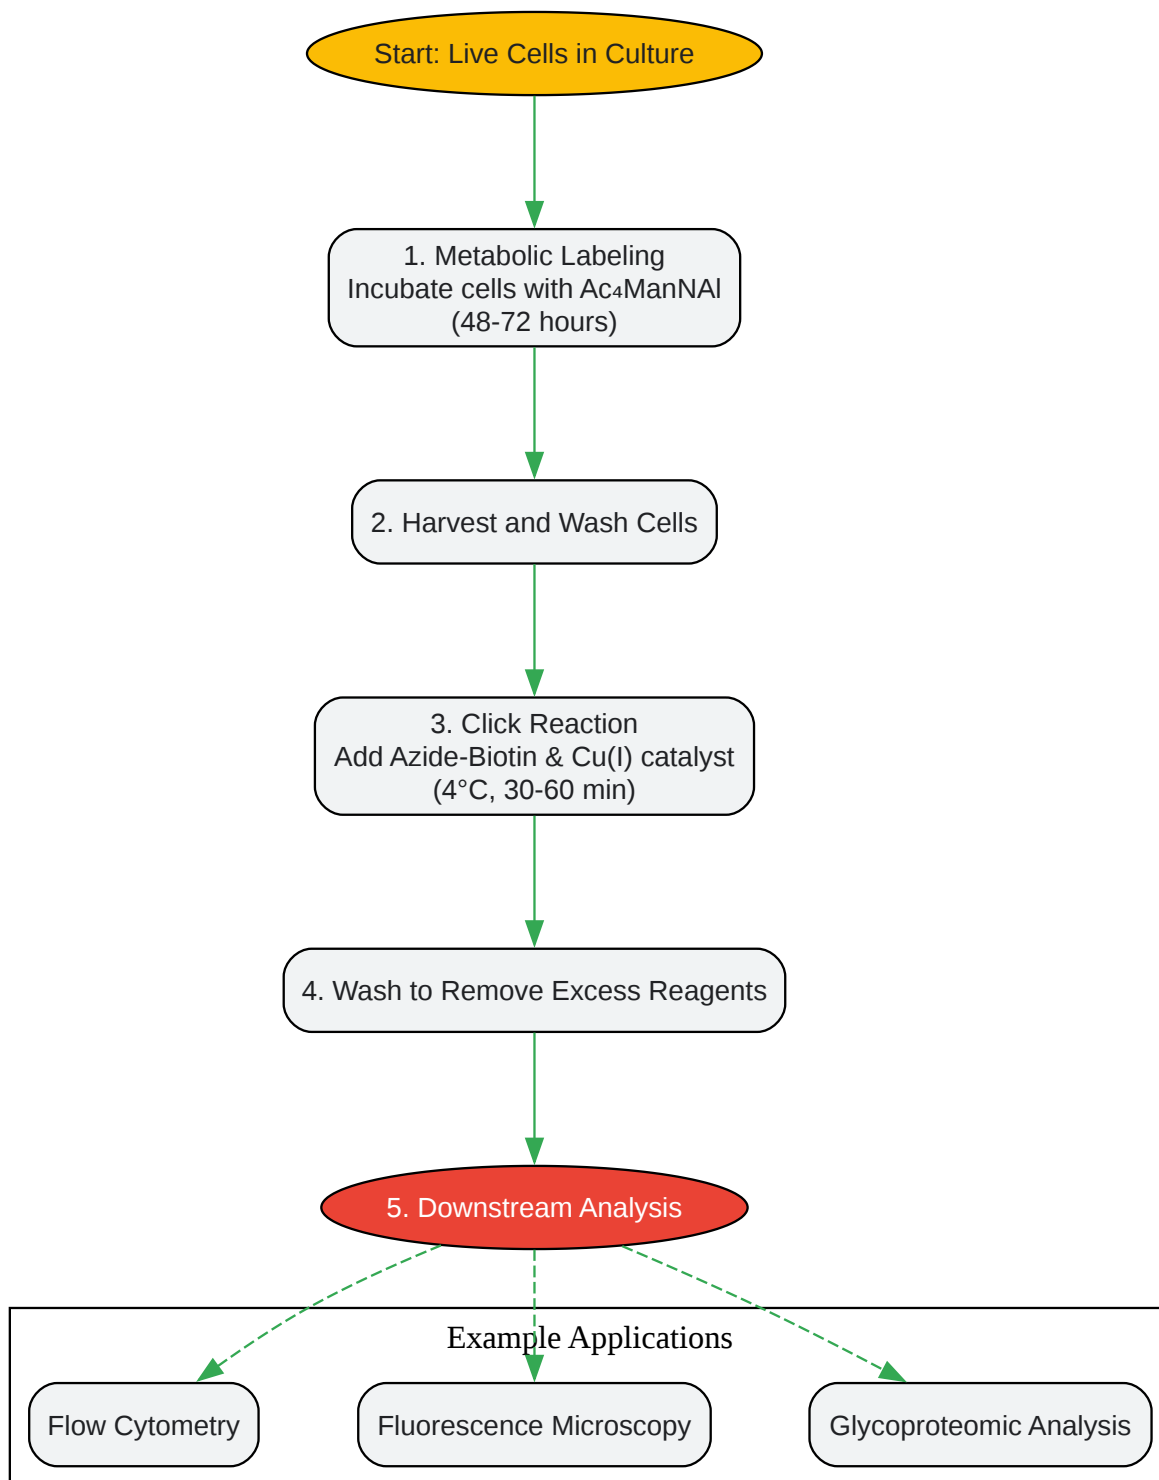 Start: Live Cells in Culture
1. Metabolic Labeling
Incubate cells with Ac₄ManNAl
(48-72 hours)
2. Harvest and Wash Cells
3. Click Reaction
Add Azide-Biotin & Cu(I) catalyst
(4°C, 30-60 min)
4. Wash to Remove Excess Reagents
5. Downstream Analysis
Example Applications
Flow Cytometry
Fluorescence Microscopy
Glycoproteomic Analysis